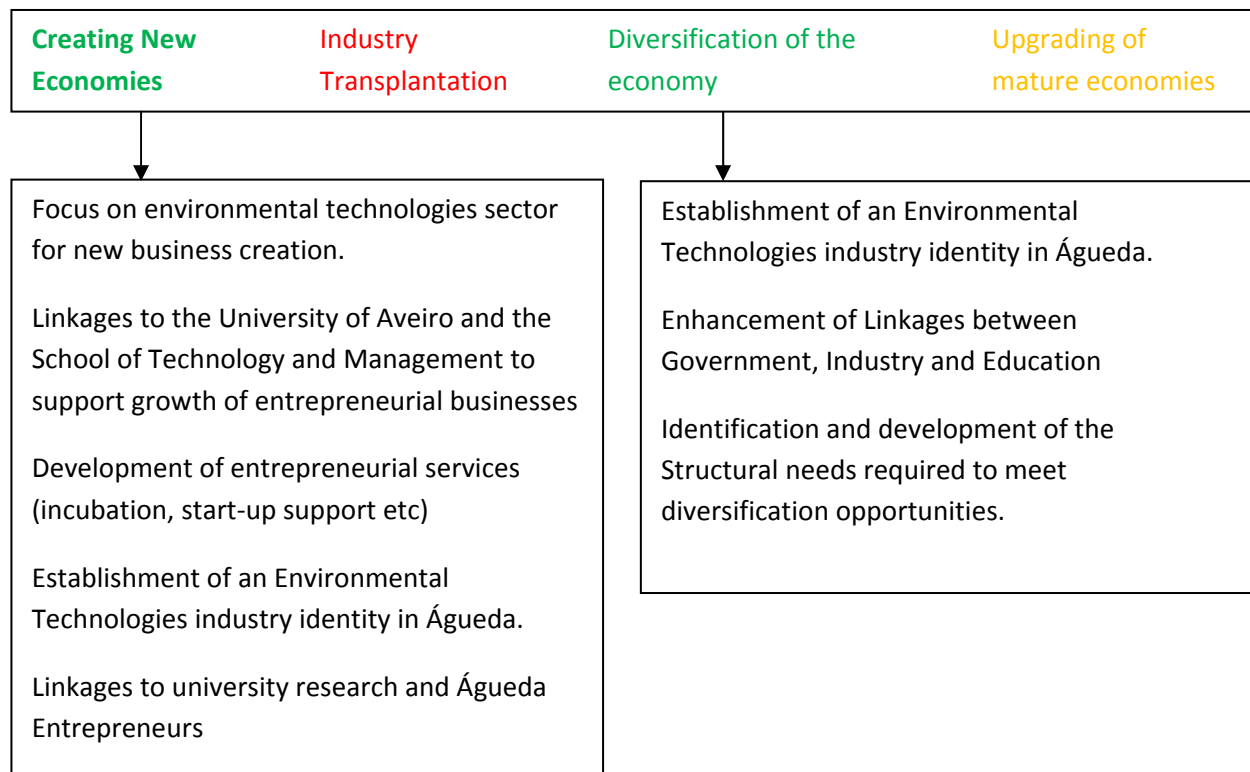 Creating New
Economies
Industry
Transplantation
Diversification of the
economy
Upgrading of
mature economies
Focus on environmental technologies sector
for new business creation.
Linkages to the University of Aveiro and the
School of Technology and Management to
support growth of entrepreneurial businesses
Development of entrepreneurial services
(incubation, start-up support etc)
Establishment of an Environmental
Technologies industry identity in Águeda.
Linkages to university research and Águeda
Entrepreneurs
Establishment of an Environmental
Technologies industry identity in Águeda.
Enhancement of Linkages between
Government, Industry and Education
Identification and development of the
Structural needs required to meet
diversification opportunities.